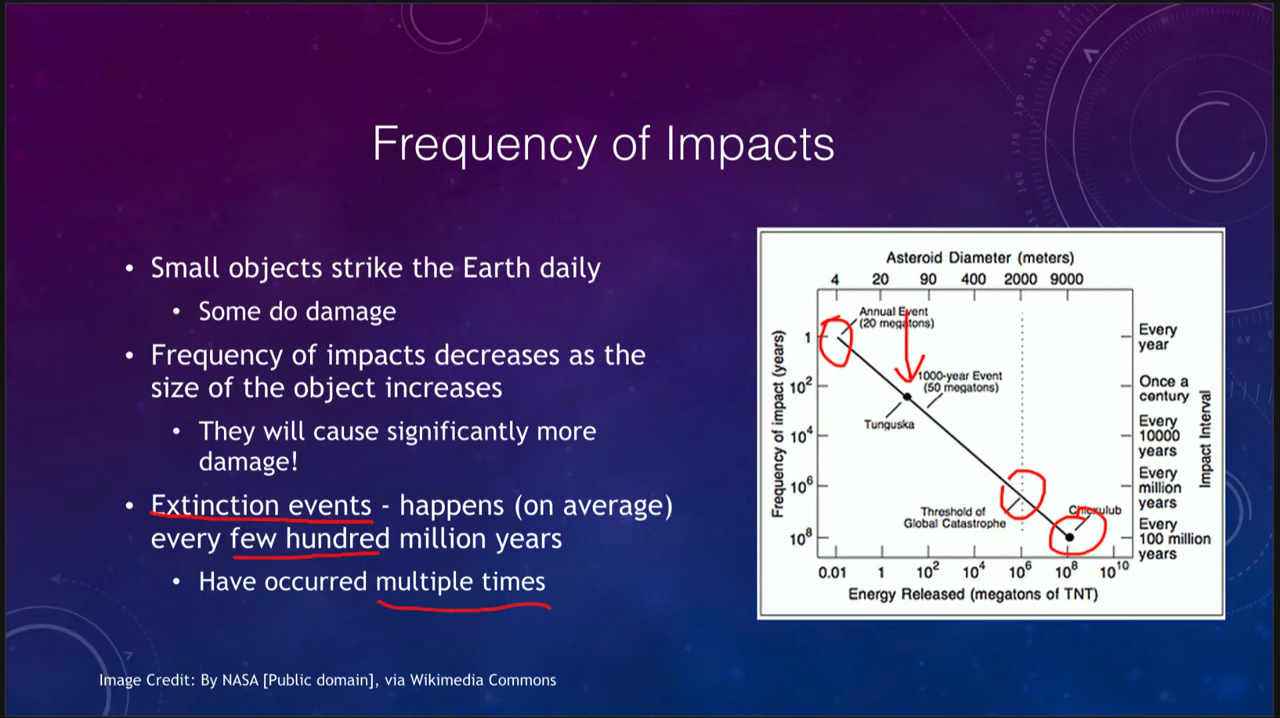 Frequency of Impacts
• Small objects strike the Earth daily
• Some do damage
• Frequency of impacts decreases as the
size of the object increases
• They will cause significantly more
damage!
• Extinction events - happens (on average)
every few hundred million years
• Have occurred multiple times
Asteroid Diameter (meters)
4 20 90 400 2000 9000
Frequency of impact (years)
1
10²
10⁴
10⁶
10⁸
Annual Event
(20 megatons)
1000-year Event
(50 megatons)
Tunguska
Threshold of
Global Catastrophe
Chicxulub
Every
year
Once a
century
Every
10000
years
Every
million
years
Every
100 million
years
Impact Interval
0.01 1 10² 10⁴ 10⁶ 10⁸ 10¹⁰
Energy Released (megatons of TNT)
Image Credit: By NASA [Public domain], via Wikimedia Commons